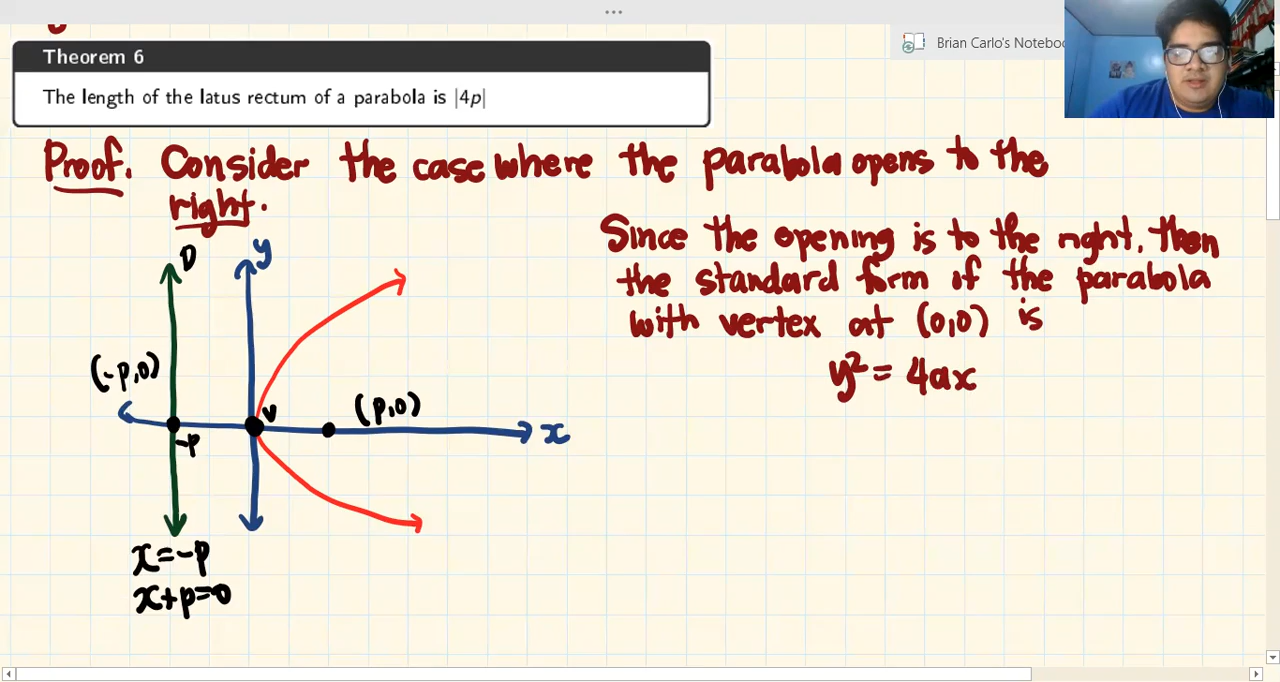 Brian Carlo's Noteboo
Theorem 6
The length of the latus rectum of a parabola is |4p|
Proof. Consider the case where the parabola opens to the
right.
Since the opening is to the right, then
the standard form of the parabola
with vertex at (0,0) is
y² = 4ax
D
y
(-p,0)
(p,0)
V
x
-p
x=-p
x+p=0